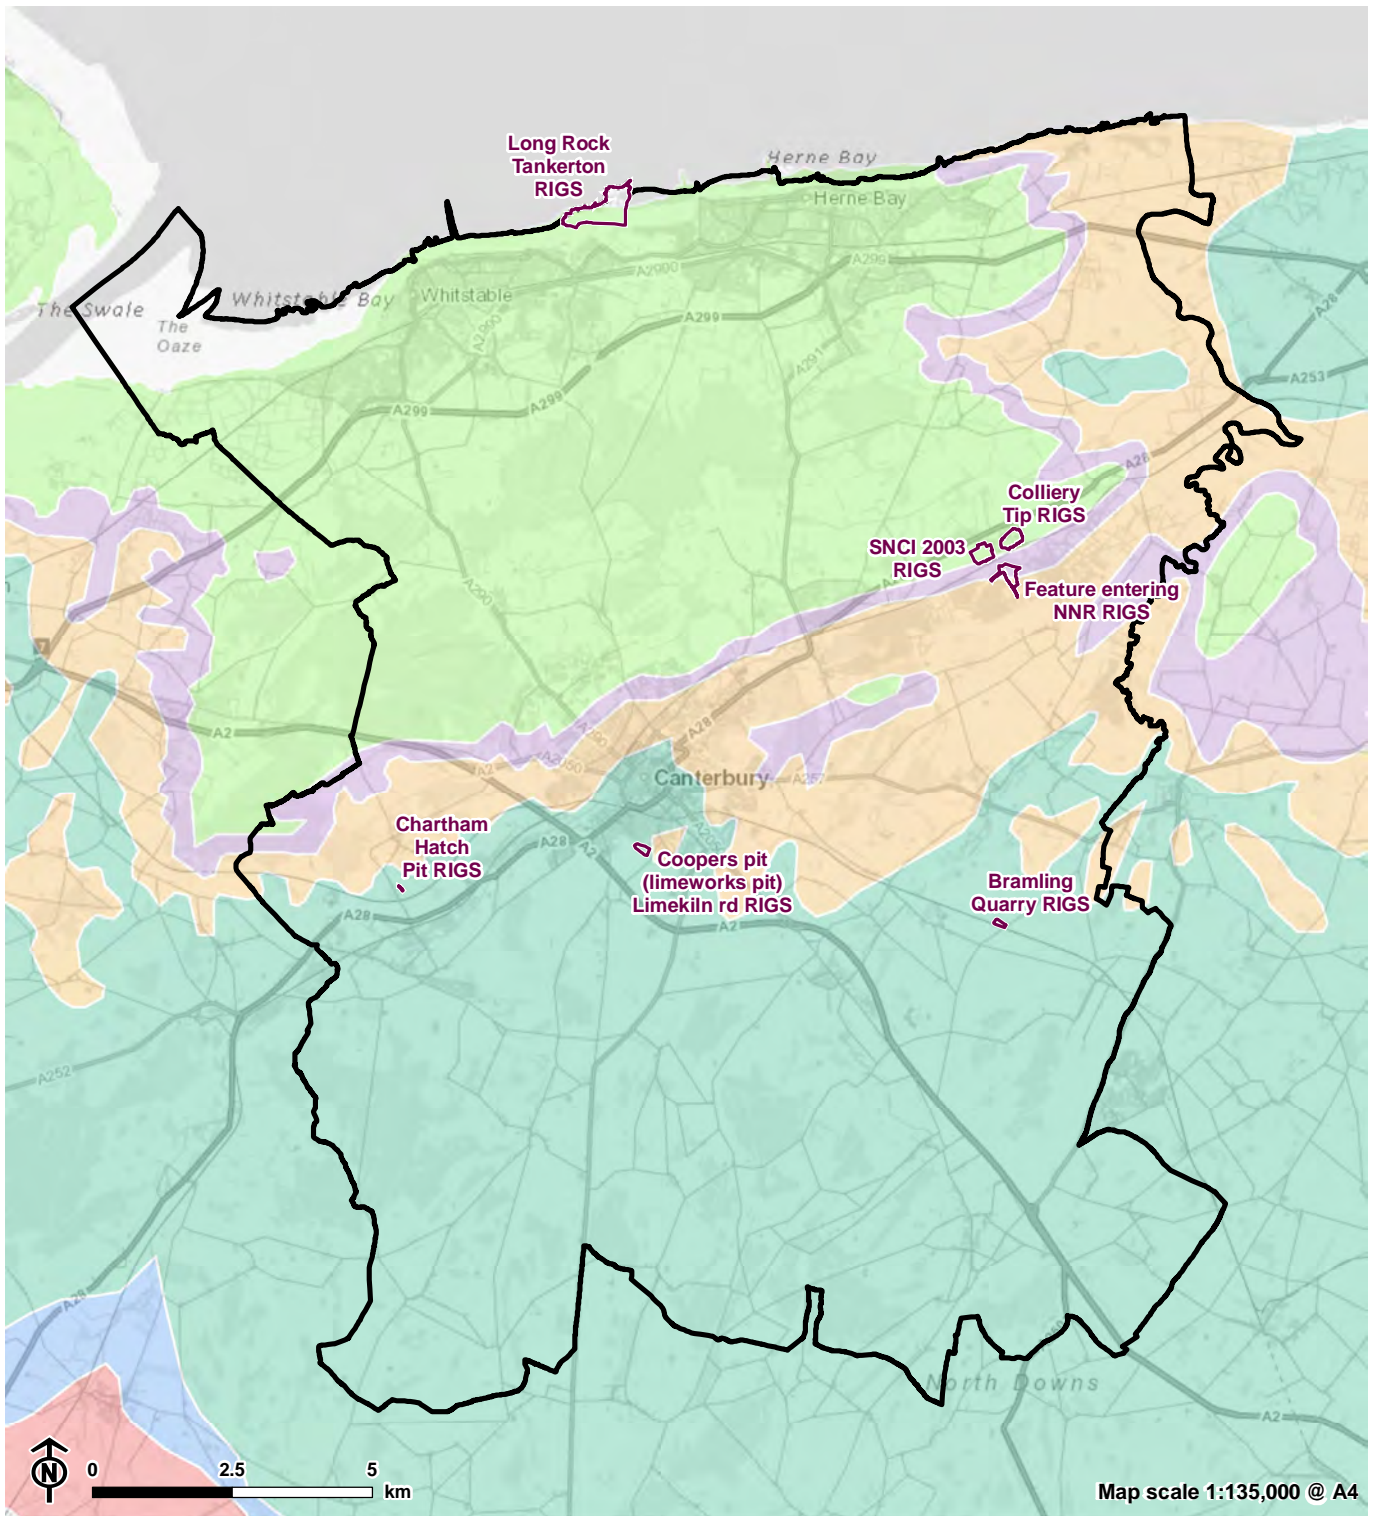 Long Rock
Tankerton
RIGS
Herne Bay
Herne Bay
A2900
A299
The Swale
Whitstable Bay
Whitstable
The
Oaze
A299
A2990
A28
A291
A253
A299
A299
A28
Colliery
Tip RIGS
SNCI 2003
RIGS
Feature entering
NNR RIGS
A290
7
A2
A28
A290
A2
A2050
Canterbury
A257
Chartham
Hatch
Pit RIGS
A28
A2
Coopers pit
(limeworks pit)
Limekiln rd RIGS
Bramling
Quarry RIGS
A28
A2
A252
A28
North Downs
A2
N
0
2.5
5
km
Map scale 1:135,000 @ A4